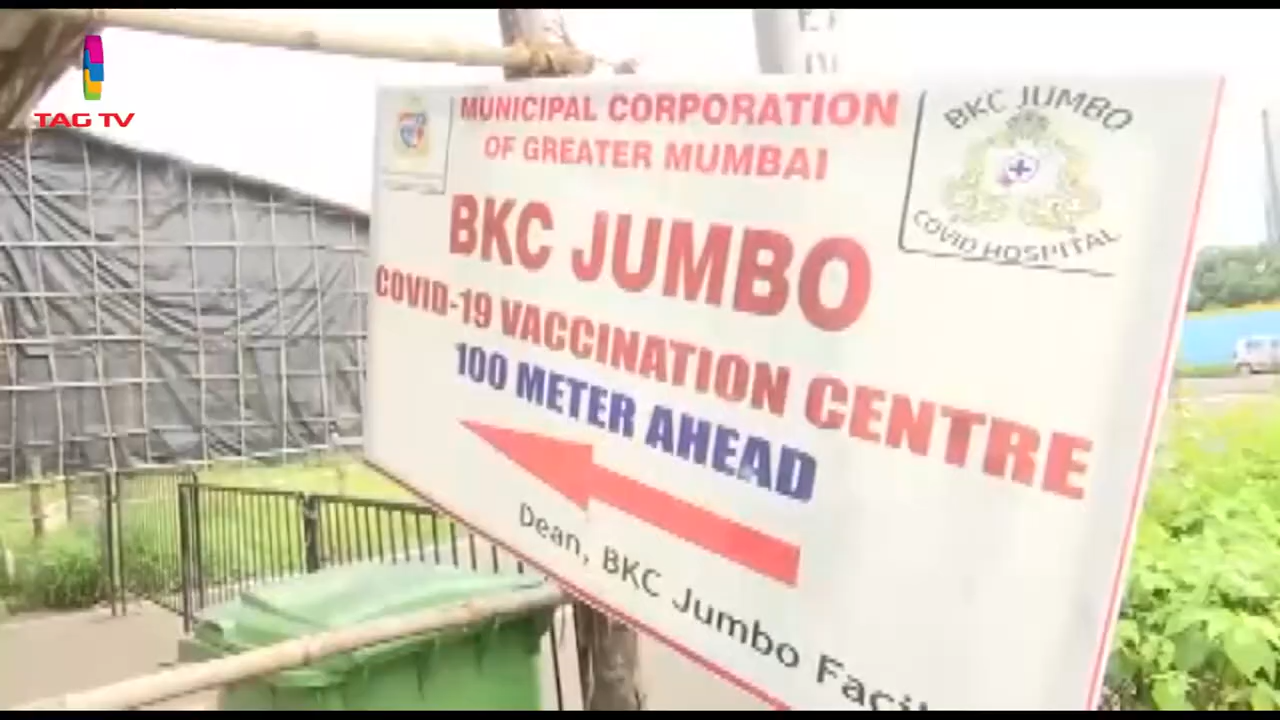 TAG TV
MUNICIPAL CORPORATION
OF GREATER MUMBAI
BKC JUMBO
COVID HOSPITAL
BKC JUMBO
COVID-19 VACCINATION CENTRE
100 METER AHEAD
Dean, BKC Jumbo